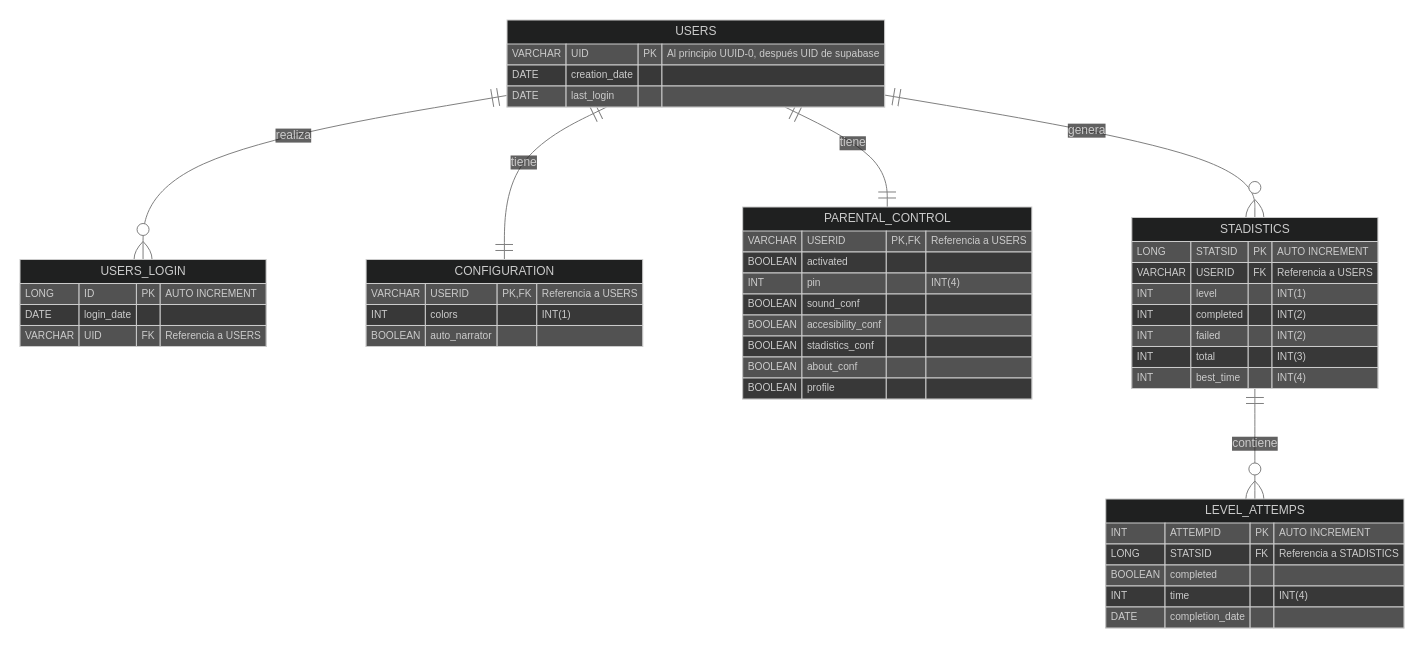 USERS
VARCHAR UID PK Al principio UUID-0, después UID de supabase
DATE creation_date
DATE last_login
realiza
tiene
tiene
genera
USERS_LOGIN
LONG ID PK AUTO INCREMENT
DATE login_date
VARCHAR UID FK Referencia a USERS
CONFIGURATION
VARCHAR USERID PK,FK Referencia a USERS
INT colors INT(1)
BOOLEAN auto_narrator
PARENTAL_CONTROL
VARCHAR USERID PK,FK Referencia a USERS
BOOLEAN activated
INT pin INT(4)
BOOLEAN sound_conf
BOOLEAN accesibility_conf
BOOLEAN stadistics_conf
BOOLEAN about_conf
BOOLEAN profile
STADISTICS
LONG STATSID PK AUTO INCREMENT
VARCHAR USERID FK Referencia a USERS
INT level INT(1)
INT completed INT(2)
INT failed INT(2)
INT total INT(3)
INT best_time INT(4)
contiene
LEVEL_ATTEMPS
INT ATTEMPID PK AUTO INCREMENT
LONG STATSID FK Referencia a STADISTICS
BOOLEAN completed
INT time INT(4)
DATE completion_date